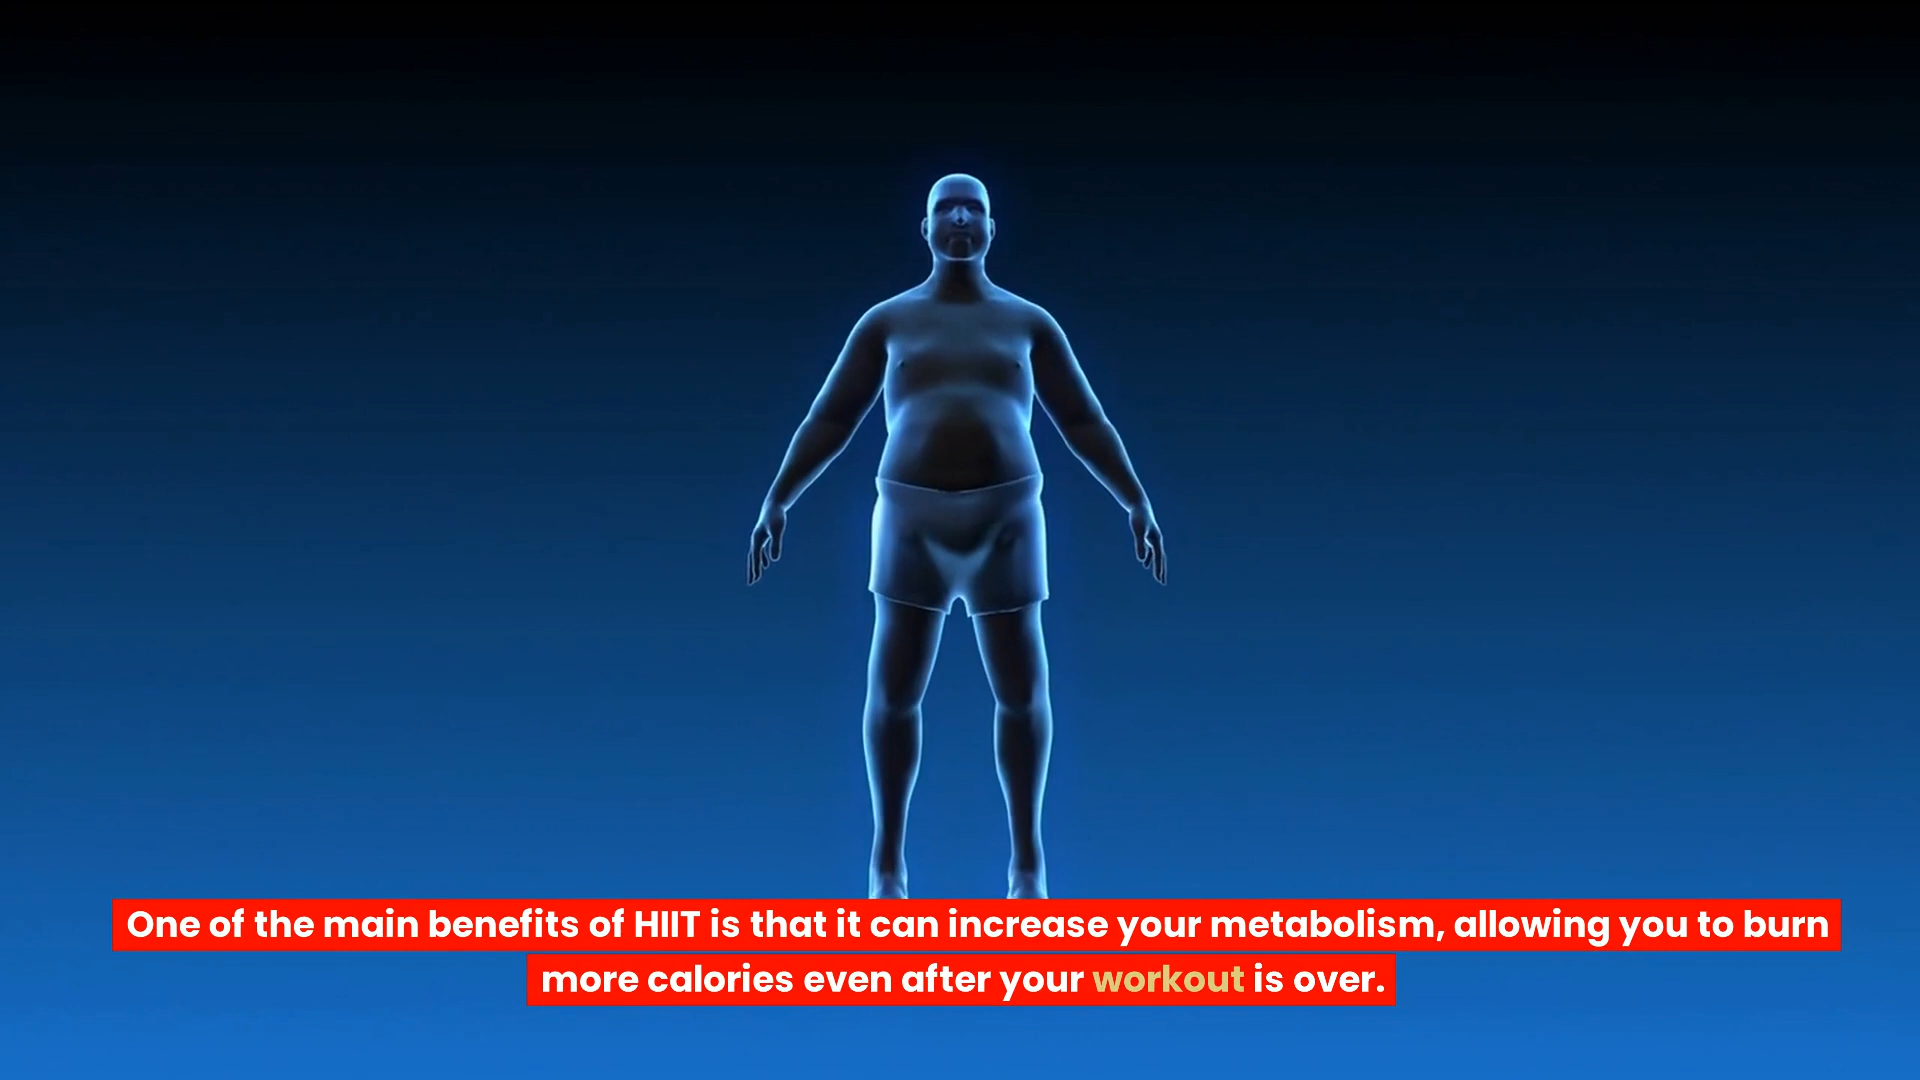 One of the main benefits of HIIT is that it can increase your metabolism, allowing you to burn
more calories even after your workout is over.